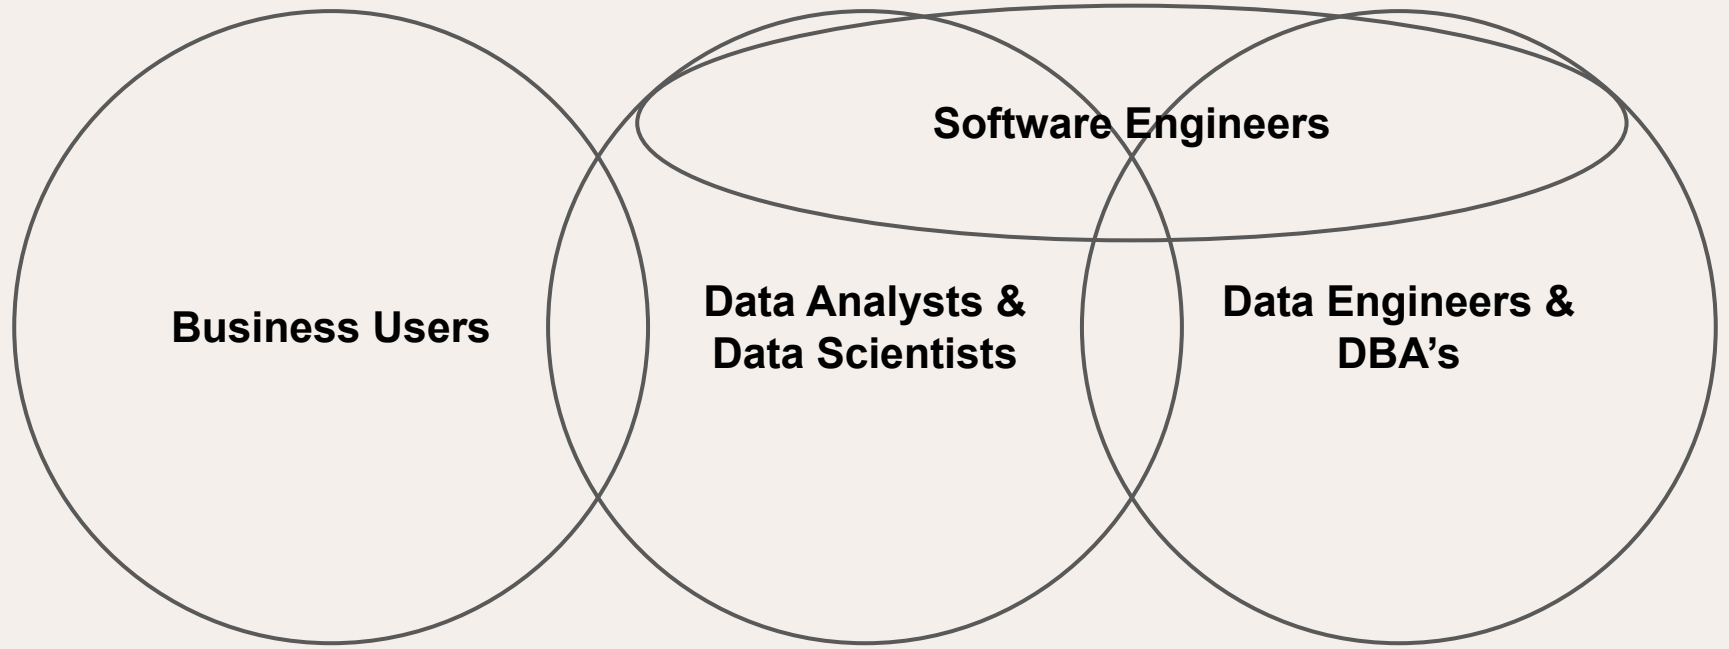 Software Engineers
Business Users
Data Analysts &
Data Scientists
Data Engineers &
DBA’s